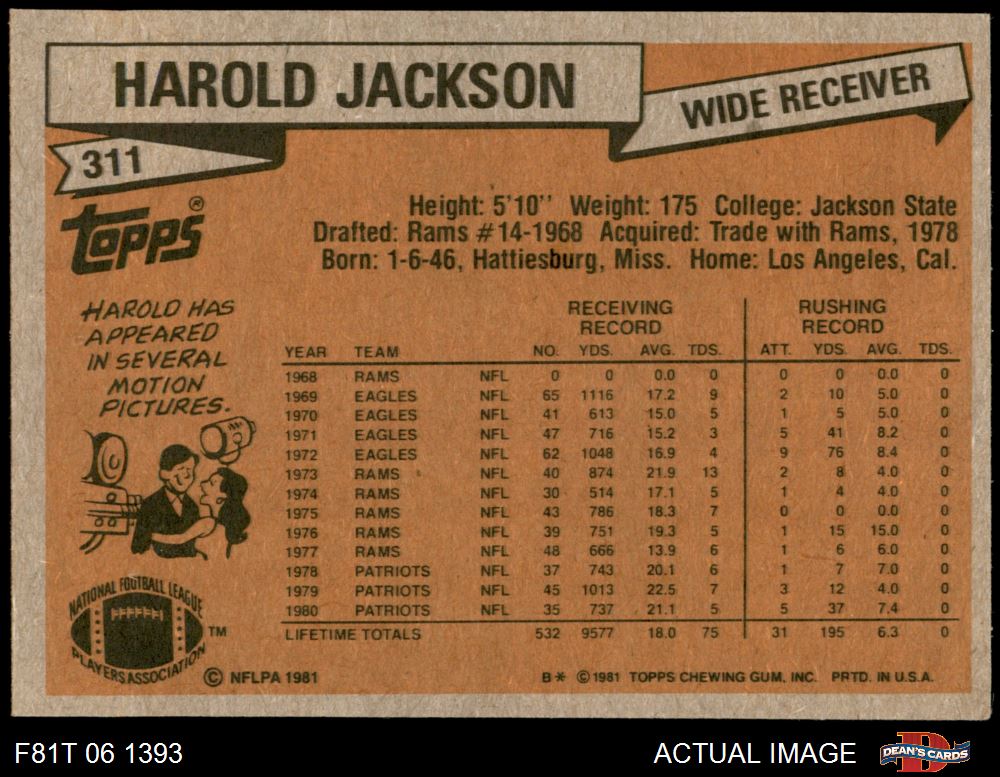 HAROLD JACKSON
WIDE RECEIVER
311
TOPPS®
Height: 5'10'' Weight: 175 College: Jackson State
Drafted: Rams #14-1968 Acquired: Trade with Rams, 1978
Born: 1-6-46, Hattiesburg, Miss. Home: Los Angeles, Cal.
HAROLD HAS
APPEARED
IN SEVERAL
MOTION
PICTURES.
RECEIVING RUSHING
RECORD RECORD
YEAR TEAM NO. YDS. AVG. TDS. ATT. YDS. AVG. TDS.
1968 RAMS NFL 0 0 0.0 0 0 0 0.0 0
1969 EAGLES NFL 65 1116 17.2 9 2 10 5.0 0
1970 EAGLES NFL 41 613 15.0 5 1 5 5.0 0
1971 EAGLES NFL 47 716 15.2 3 5 41 8.2 0
1972 EAGLES NFL 62 1048 16.9 4 9 76 8.4 0
1973 RAMS NFL 40 874 21.9 13 2 8 4.0 0
1974 RAMS NFL 30 514 17.1 5 1 4 4.0 0
1975 RAMS NFL 43 786 18.3 7 0 0 0.0 0
1976 RAMS NFL 39 751 19.3 5 1 15 15.0 0
1977 RAMS NFL 48 666 13.9 6 1 6 6.0 0
1978 PATRIOTS NFL 37 743 20.1 6 1 7 7.0 0
1979 PATRIOTS NFL 45 1013 22.5 7 3 12 4.0 0
1980 PATRIOTS NFL 35 737 21.1 5 5 37 7.4 0
LIFETIME TOTALS 532 9577 18.0 75 31 195 6.3 0
NATIONAL FOOTBALL LEAGUE
PLAYERS ASSOCIATION
TM
© NFLPA 1981
B* © 1981 TOPPS CHEWING GUM, INC. PRTD. IN U.S.A.
F81T 06 1393
ACTUAL IMAGE
DEAN'S CARDS